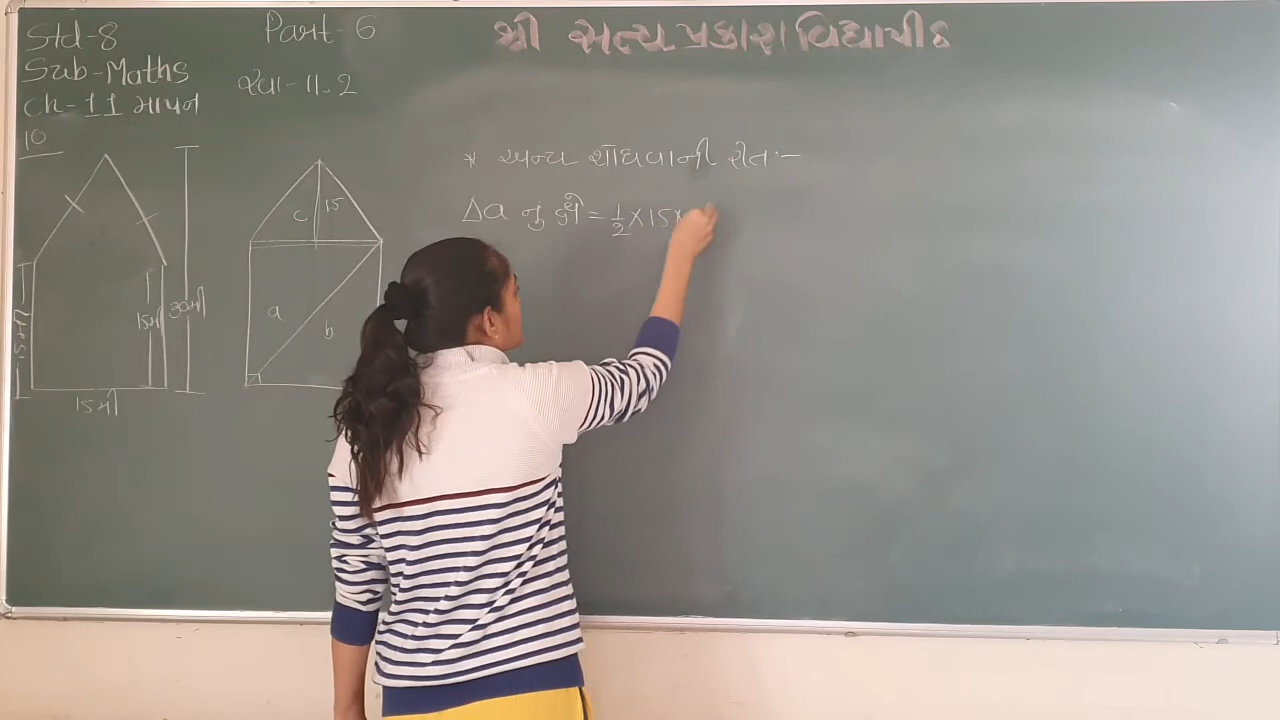 Std-8
Sub-Maths
Ch-11 માપન
Part-6
સ્વા-11.2
શ્રી સત્ય પ્રકાશ વિદ્યાપીઠ
10
15મી
15મી
30મી
15મી
c
15
a
b
* અન્ય શોધવાની રીત:-
Δa નું ક્ષે = 1/2 × 15 ×